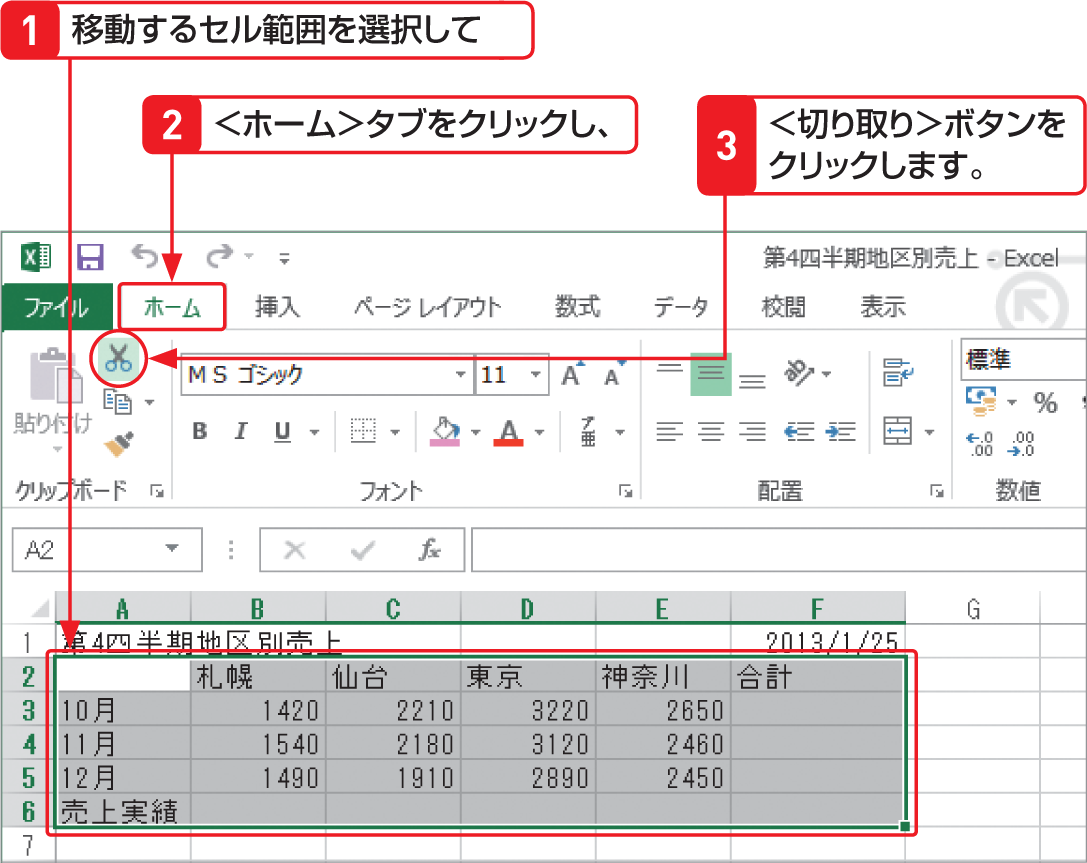 1 移動するセル範囲を選択して
2 <ホーム>タブをクリックし、
3 <切り取り>ボタンを
クリックします。
第4四半期地区別売上 - Excel
ファイル ホーム 挿入 ページ レイアウト 数式 データ 校閲 表示
ＭＳ ゴシック 11 A A 標準
貼り付け B I U A ア亜 %
←.0 .00
.00 →.0
クリップボード フォント 配置 数値
A2 fx
A B C D E F G
1 第4四半期地区別売上 2013/1/25
2 札幌 仙台 東京 神奈川 合計
3 10月 1420 2210 3220 2650
4 11月 1540 2180 3120 2460
5 12月 1490 1910 2890 2450
6 売上実績
7